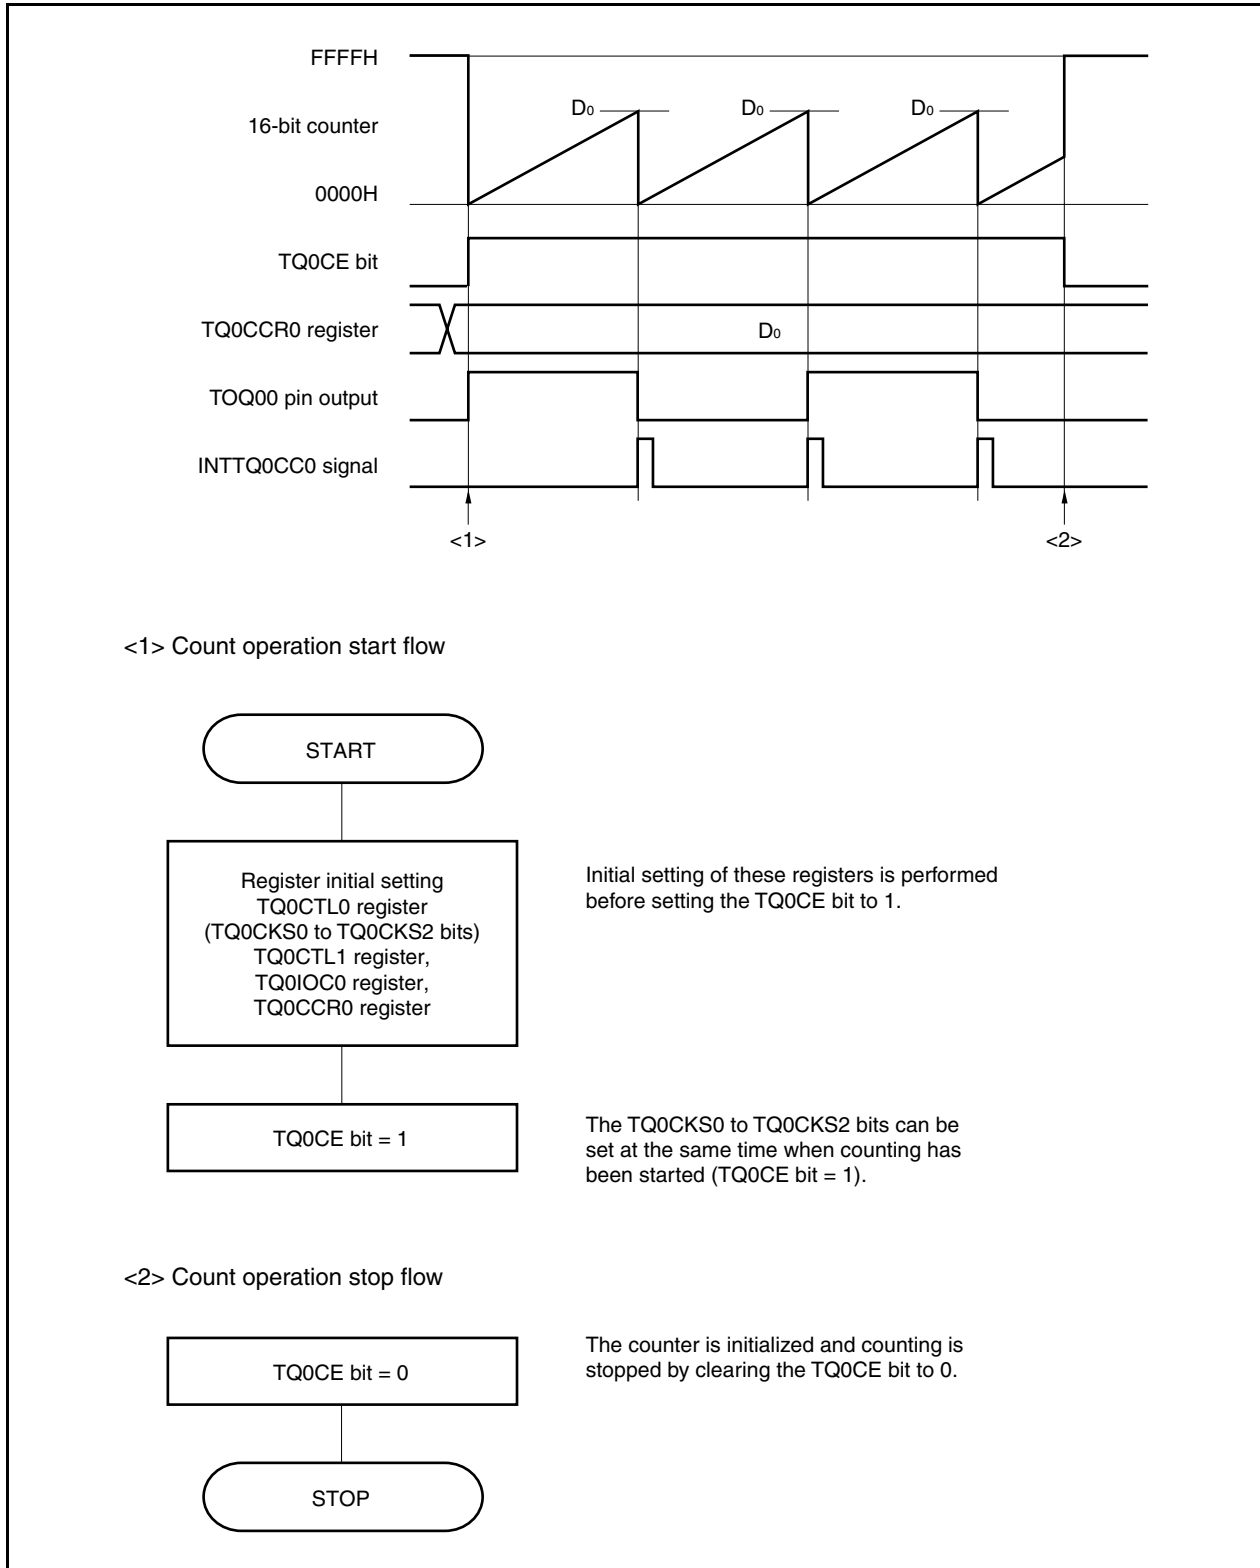 FFFFH
D0 D0 D0
16-bit counter
0000H
TQ0CE bit
TQ0CCR0 register D0
TOQ00 pin output
INTTQ0CC0 signal
<1> <2>
<1> Count operation start flow
START
Register initial setting
TQ0CTL0 register
(TQ0CKS0 to TQ0CKS2 bits)
TQ0CTL1 register,
TQ0IOC0 register,
TQ0CCR0 register
Initial setting of these registers is performed
before setting the TQ0CE bit to 1.
TQ0CE bit = 1
The TQ0CKS0 to TQ0CKS2 bits can be
set at the same time when counting has
been started (TQ0CE bit = 1).
<2> Count operation stop flow
TQ0CE bit = 0
The counter is initialized and counting is
stopped by clearing the TQ0CE bit to 0.
STOP